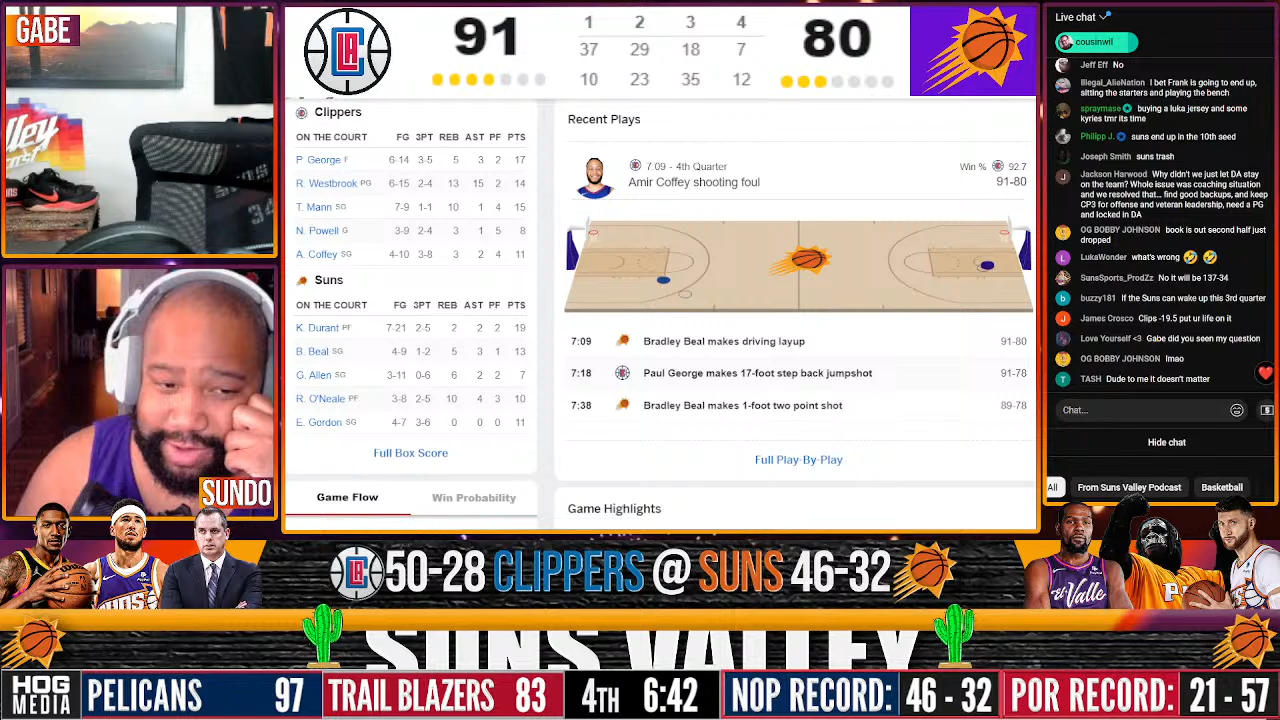 GABE
Valley
SUNDO
LA
91
1 2 3 4
37 29 18 7
10 23 35 12
80
Clippers
ON THE COURT FG 3PT REB AST PF PTS
P. George F 6-14 3-5 5 3 2 17
R. Westbrook PG 6-15 2-4 13 15 2 14
T. Mann SG 7-9 1-1 10 1 4 15
N. Powell G 3-9 2-4 3 1 5 8
A. Coffey SG 4-10 3-8 3 2 4 11
Suns
ON THE COURT FG 3PT REB AST PF PTS
K. Durant PF 7-21 2-5 2 2 2 19
B. Beal SG 4-9 1-2 5 3 1 13
G. Allen SG 3-11 0-6 6 2 2 7
R. O'Neale PF 3-8 2-5 10 4 3 10
E. Gordon SG 4-7 3-6 0 0 0 11
Full Box Score
Game Flow Win Probability
Recent Plays
7:09 - 4th Quarter Win % 92.7
Amir Coffey shooting foul 91-80
7:09 Bradley Beal makes driving layup 91-80
7:18 Paul George makes 17-foot step back jumpshot 91-78
7:38 Bradley Beal makes 1-foot two point shot 89-78
Full Play-By-Play
Game Highlights
Live chat
cousinwil
Jeff Eff No
Illegal_AlieNation I bet Frank is going to end up,
sitting the starters and playing the bench
spraymase buying a luka jersey and some
kyries tmr its time
Philipp J. suns end up in the 10th seed
Joseph Smith suns trash
Jackson Harwood Why didn't we just let DA stay
on the team? Whole issue was coaching situation
and we resolved that... find good backups, and keep
CP3 for offense and veteran leadership, need a PG
and locked in DA
OG BOBBY JOHNSON book is out second half just
dropped
LukaWonder what's wrong 🤣 🤣
SunsSports_ProdZz No it will be 137-34
buzzy181 If the Suns can wake up this 3rd quarter
James Crosco Clips -19.5 put ur life on it
Love Yourself <3 Gabe did you seen my question
OG BOBBY JOHNSON lmao
TASH Dude to me it doesn't matter
Chat...
Hide chat
All From Suns Valley Podcast Basketball
50-28 CLIPPERS @ SUNS 46-32
SUNS VALLEY
HOG
MEDIA
PELICANS 97 TRAIL BLAZERS 83 4TH 6:42 NOP RECORD: 46 - 32 POR RECORD: 21 - 57